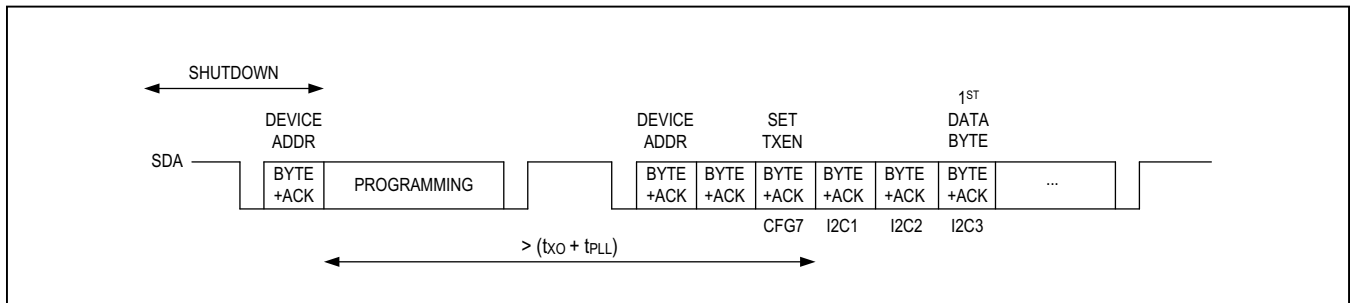 SHUTDOWN
1ST
DEVICE DEVICE SET DATA
ADDR ADDR TXEN BYTE
SDA
BYTE PROGRAMMING BYTE BYTE BYTE BYTE BYTE BYTE ...
+ACK +ACK +ACK +ACK +ACK +ACK +ACK
CFG7 I2C1 I2C2 I2C3
> (tXO + tPLL)